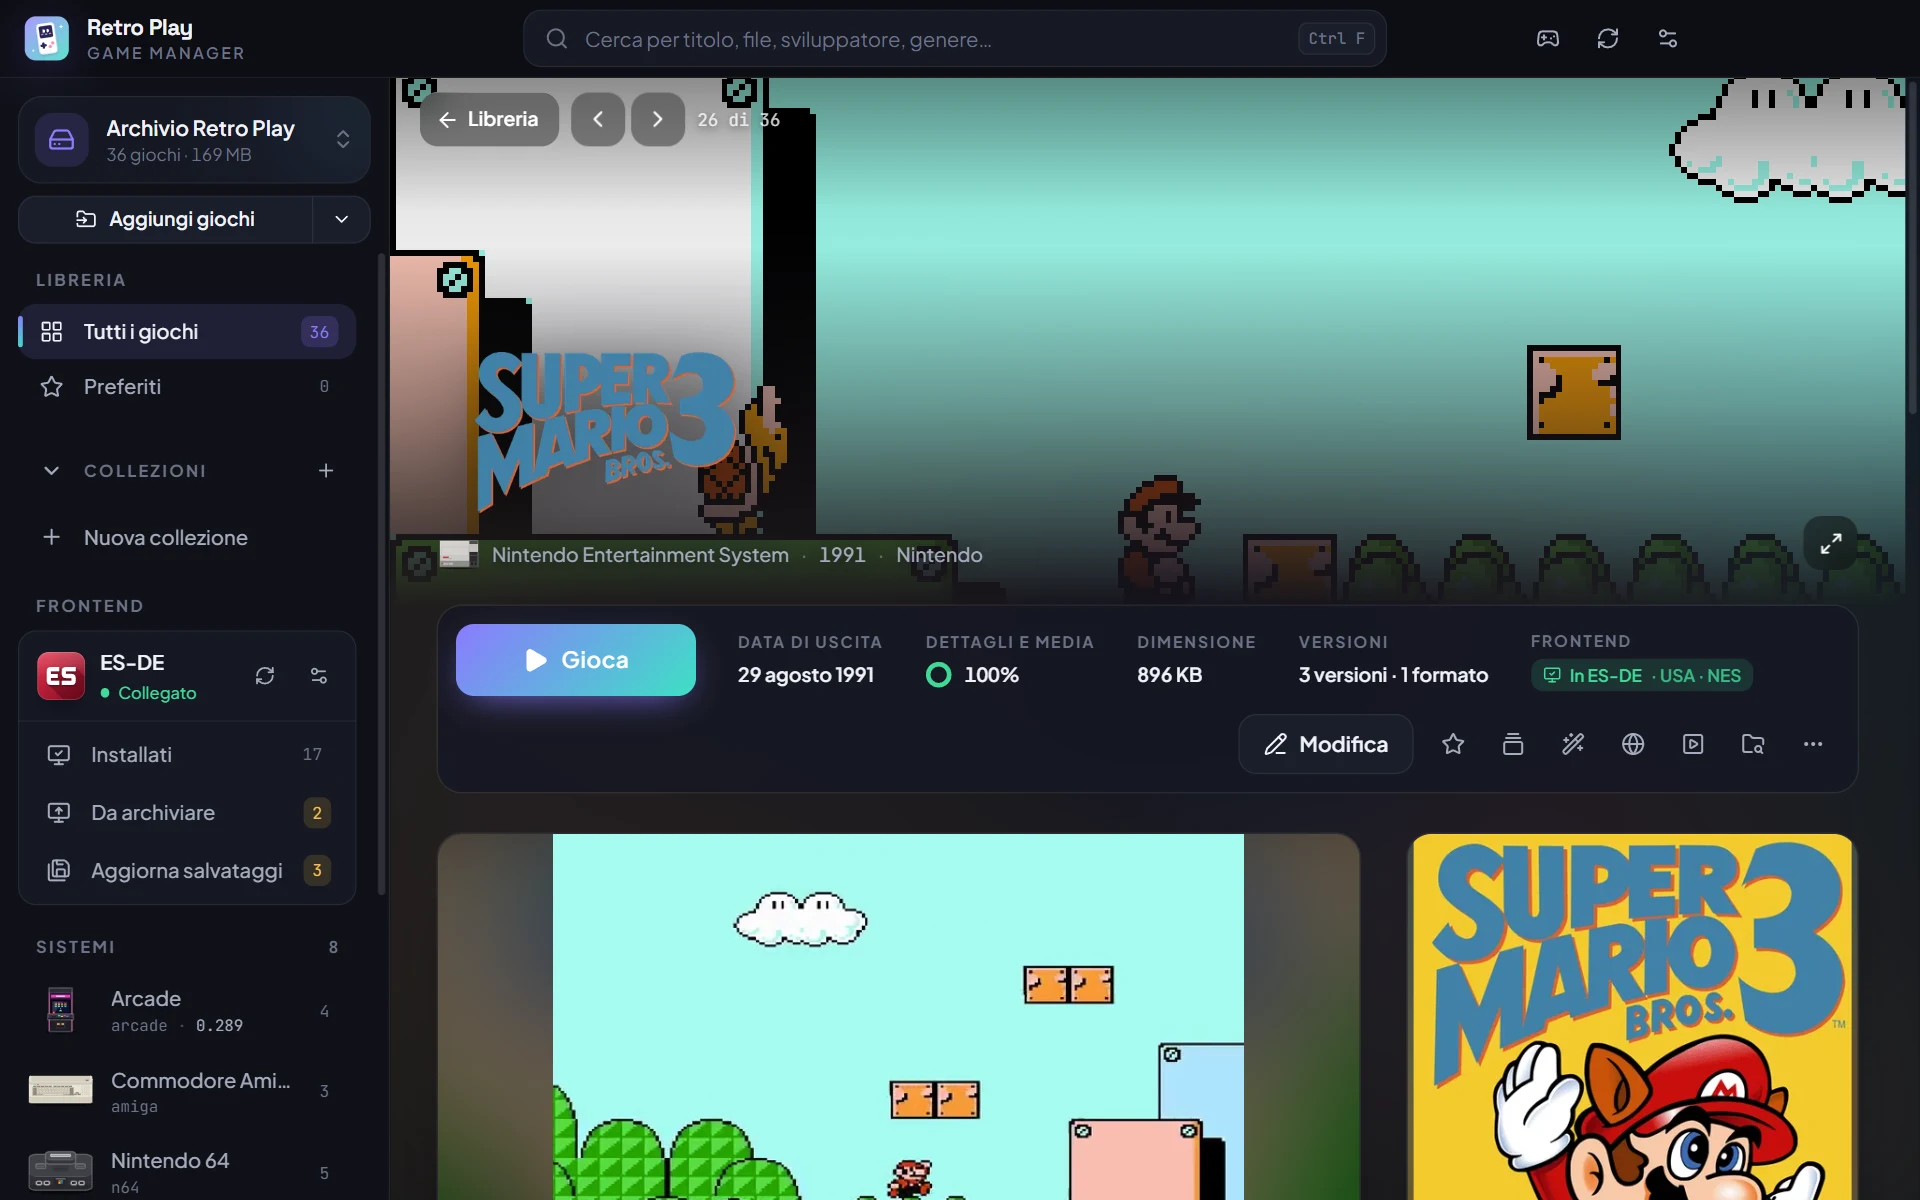 Retro Play
GAME MANAGER
Cerca per titolo, file, sviluppatore, genere...
Ctrl F
Archivio Retro Play
36 giochi · 169 MB
Aggiungi giochi
LIBRERIA
Tutti i giochi
36
Preferiti
0
COLLEZIONI
Nuova collezione
FRONTEND
ES
ES-DE
Collegato
Installati
17
Da archiviare
2
Aggiorna salvataggi
3
SISTEMI
8
Arcade
arcade · 0.289
4
Commodore Ami...
amiga
3
Nintendo 64
n64
5
Libreria
26 di 36
SUPER
MARIO
BROS.
3
Nintendo Entertainment System · 1991 · Nintendo
Gioca
DATA DI USCITA
29 agosto 1991
DETTAGLI E MEDIA
100%
DIMENSIONE
896 KB
VERSIONI
3 versioni · 1 formato
FRONTEND
In ES-DE · USA · NES
Modifica
SUPER
MARIO
BROS.
3
TM
M